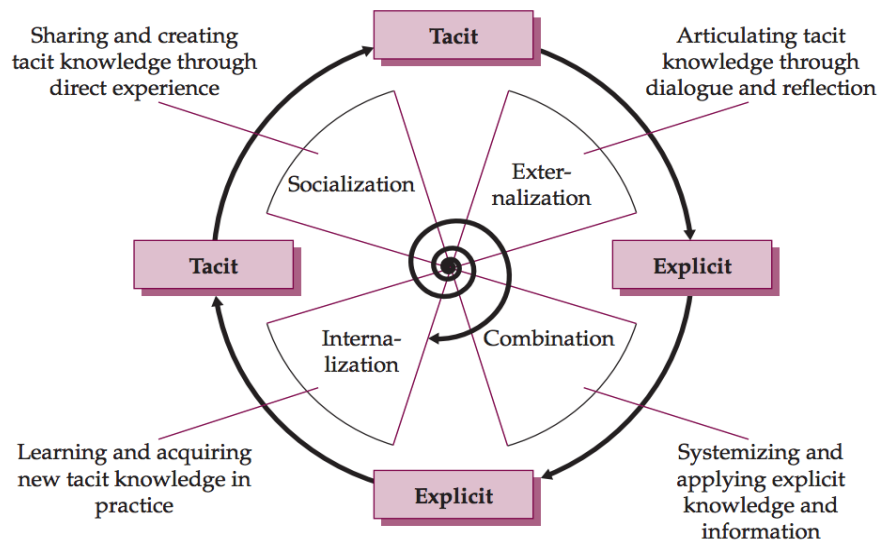 Sharing and creating
tacit knowledge through
direct experience
Tacit
Articulating tacit
knowledge through
dialogue and reflection
Socialization
Exter-
nalization
Tacit
Explicit
Interna-
lization
Combination
Learning and acquiring
new tacit knowledge in
practice
Explicit
Systemizing and
applying explicit
knowledge and
information